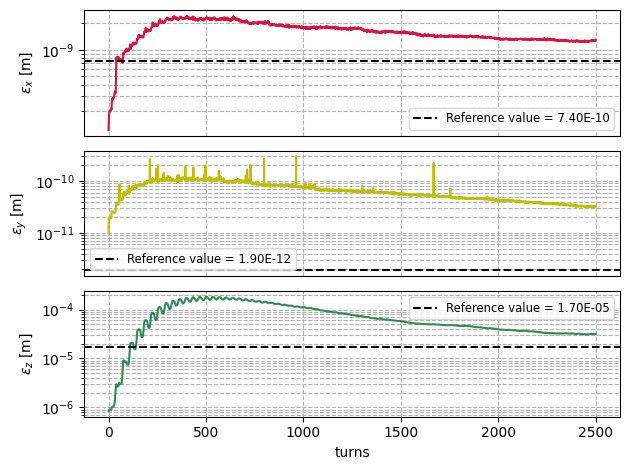 εx [m]
10⁻⁹
Reference value = 7.40E-10
εy [m]
10⁻¹⁰
10⁻¹¹
Reference value = 1.90E-12
εz [m]
10⁻⁴
10⁻⁵
10⁻⁶
Reference value = 1.70E-05
0 500 1000 1500 2000 2500
turns